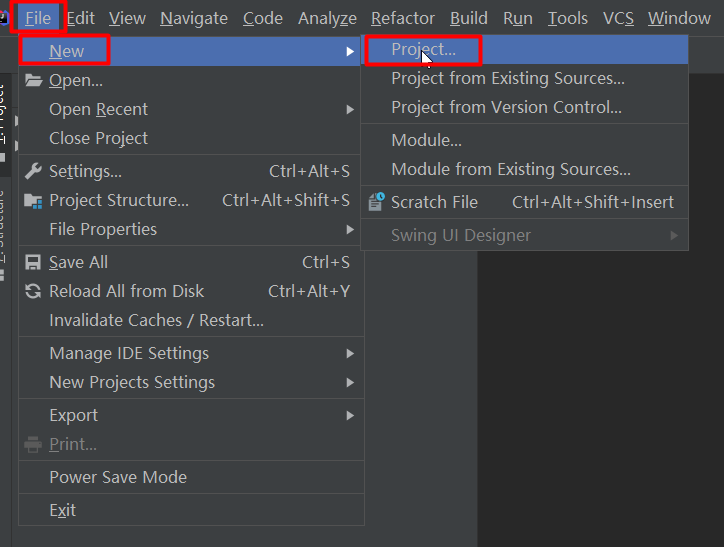 File Edit View Navigate Code Analyze Refactor Build Run Tools VCS Window
New
Open...
Open Recent
Close Project
Settings... Ctrl+Alt+S
Project Structure... Ctrl+Alt+Shift+S
File Properties
Save All Ctrl+S
Reload All from Disk Ctrl+Alt+Y
Invalidate Caches / Restart...
Manage IDE Settings
New Projects Settings
Export
Print...
Power Save Mode
Exit
Project...
Project from Existing Sources...
Project from Version Control...
Module...
Module from Existing Sources...
Scratch File Ctrl+Alt+Shift+Insert
Swing UI Designer
Project
Structure